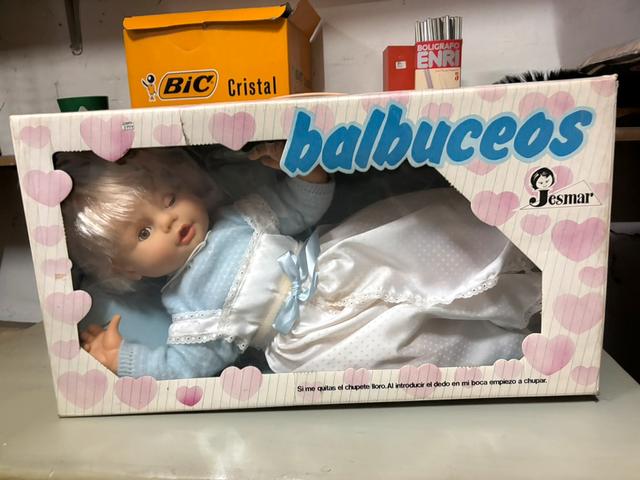 BiC Cristal
BOLIGRAFO
ENRI
balbuceos
Jesmar
Si me quitas el chupete lloro. Al introducir el dedo en mi boca empiezo a chupar.